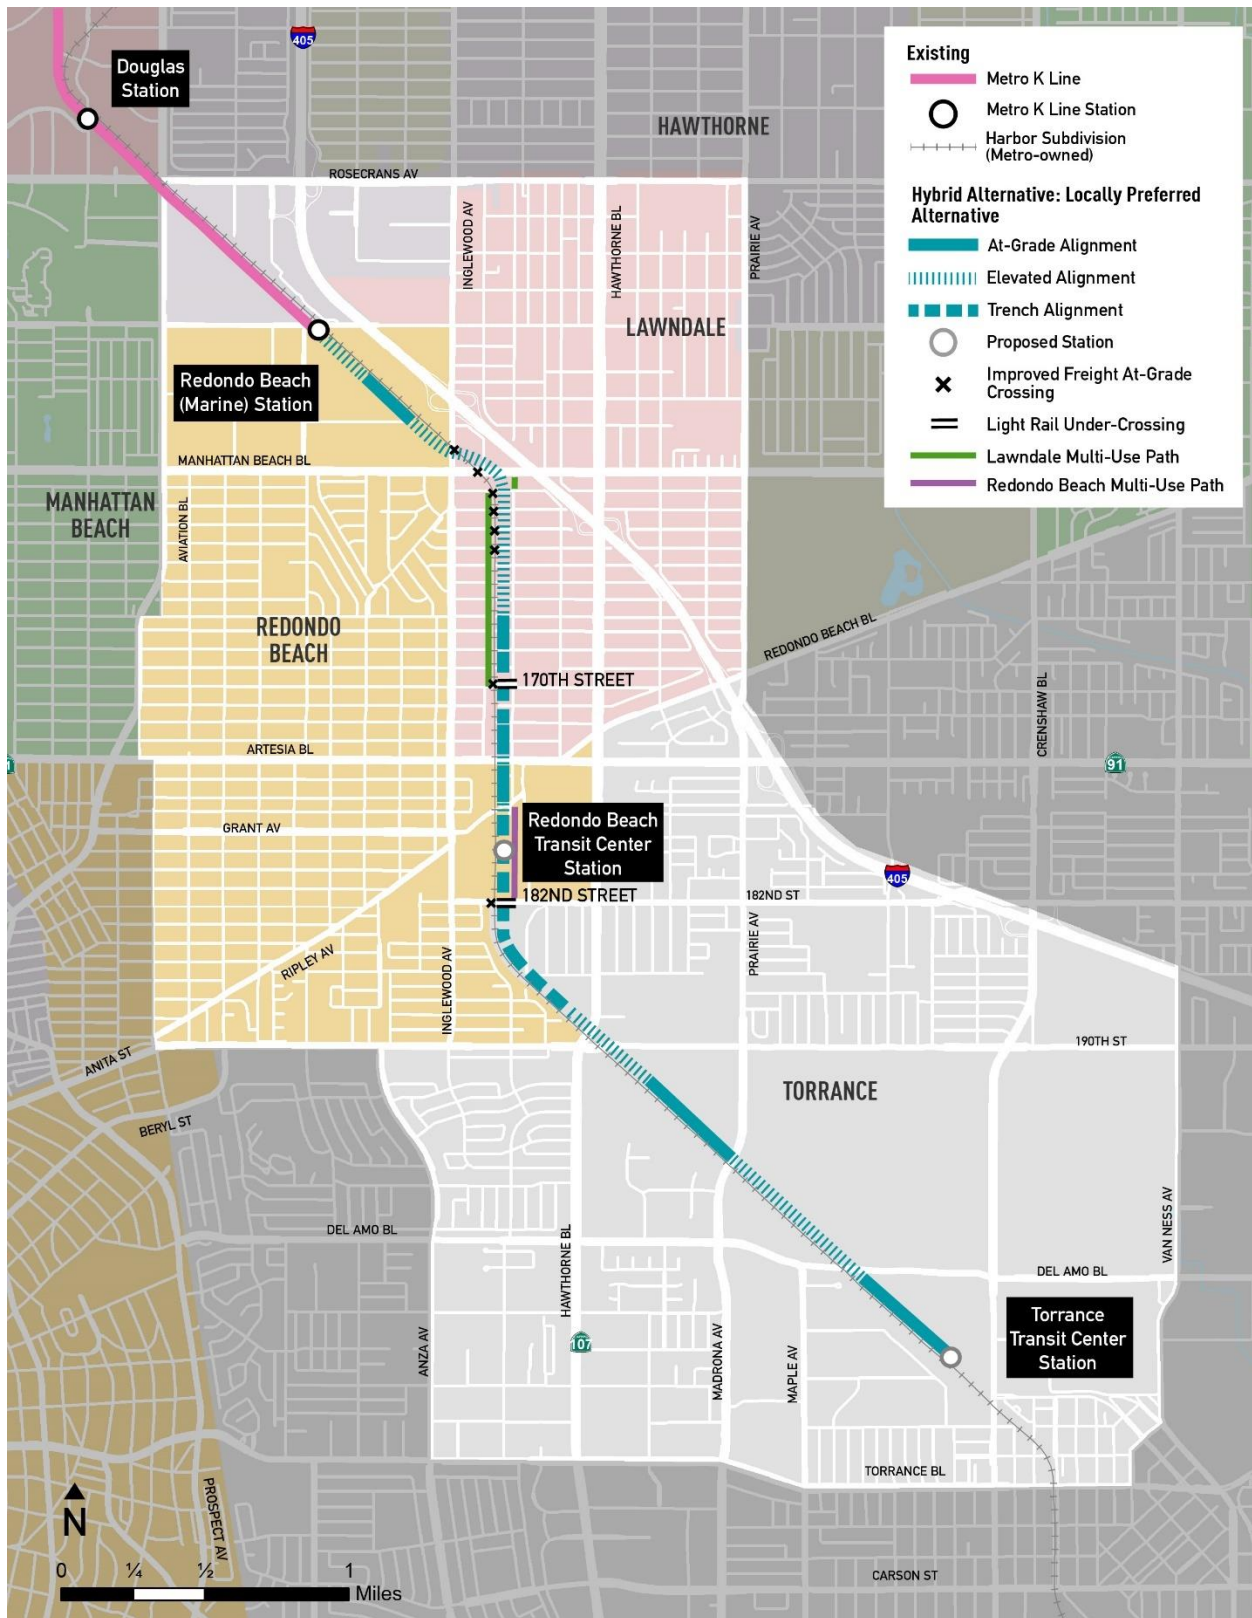 405
Douglas
Station
HAWTHORNE
Existing
Metro K Line
Metro K Line Station
Harbor Subdivision
(Metro-owned)
Hybrid Alternative: Locally Preferred
Alternative
At-Grade Alignment
Elevated Alignment
Trench Alignment
Proposed Station
Improved Freight At-Grade
Crossing
Light Rail Under-Crossing
Lawndale Multi-Use Path
Redondo Beach Multi-Use Path
ROSECRANS AV
INGLEWOOD AV
HAWTHORNE BL
PRAIRIE AV
LAWNDALE
Redondo Beach
(Marine) Station
MANHATTAN BEACH BL
MANHATTAN
BEACH
AVIATION BL
REDONDO
BEACH
REDONDO BEACH BL
170TH STREET
CRENSHAW BL
ARTESIA BL
1
91
GRANT AV
Redondo Beach
Transit Center
Station
405
182ND STREET
182ND ST
RIPLEY AV
INGLEWOOD AV
PRAIRIE AV
190TH ST
ANITA ST
BERYL ST
TORRANCE
DEL AMO BL
VAN NESS AV
HAWTHORNE BL
DEL AMO BL
107
ANZA AV
MADRONA AV
MAPLE AV
Torrance
Transit Center
Station
TORRANCE BL
PROSPECT AV
N
0 ¼ ½ 1
Miles
CARSON ST